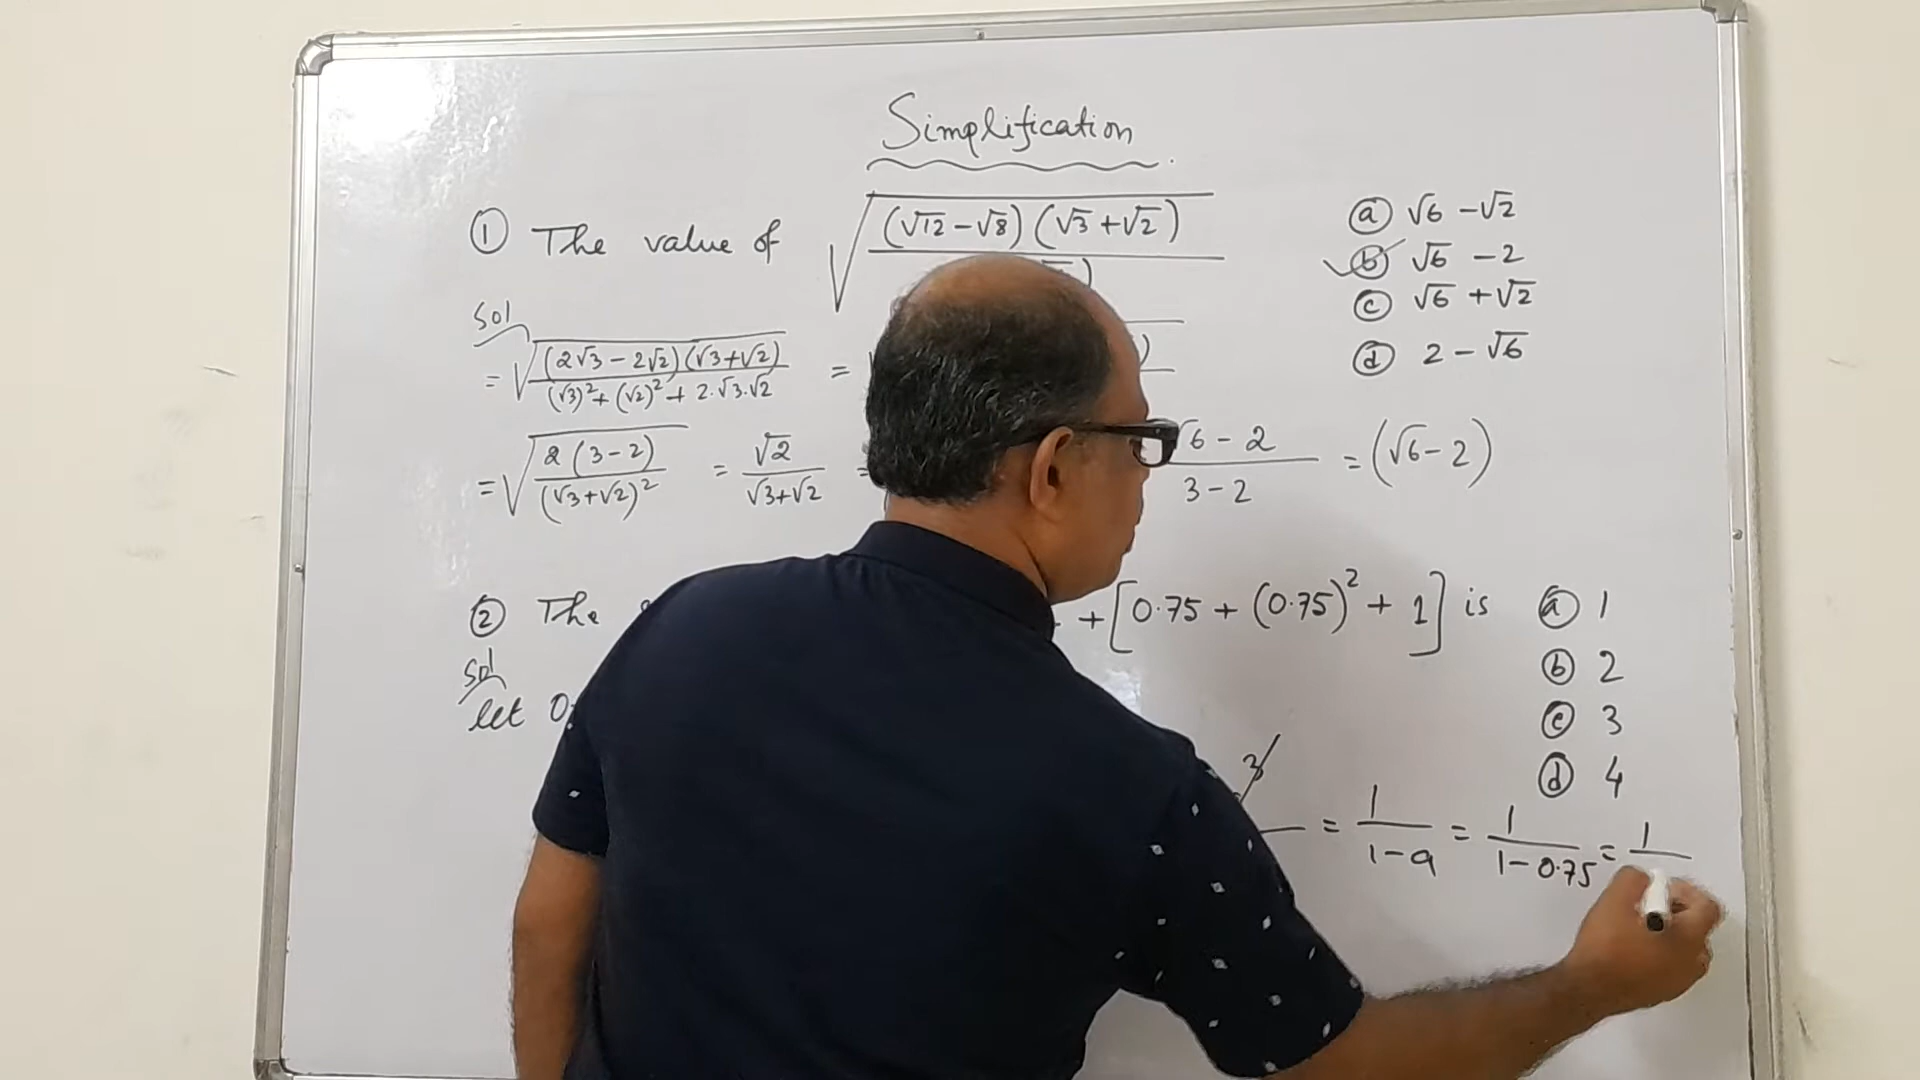 Simplification
① The value of √((√12 - √8) (√3 + √2)) ⓐ √6 - √2
ⓑ √6 - 2
ⓒ √6 + √2
ⓓ 2 - √6
Sol
= √((2√3 - 2√2)(√3+√2) / ((√3)² + (√2)² + 2.√3.√2)) =
= √(2(3-2) / (√3+√2)²) = √2 / (√3+√2) = √6 - 2 / 3-2 = (√6 - 2)
② The + [0.75 + (0.75)² + 1] is ⓐ 1
ⓑ 2
ⓒ 3
ⓓ 4
Sol
let 0.
= 1 / 1-a = 1 / 1-0.75 = 1